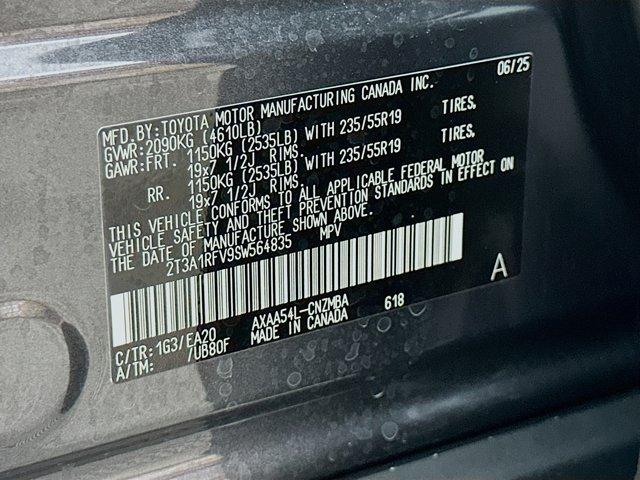 MFD. BY: TOYOTA MOTOR MANUFACTURING CANADA INC. 06/25
GVWR: 2090KG (4610LB)
GAWR: FRT. 1150KG (2535LB) WITH 235/55R19 TIRES.
19x7 1/2J RIMS.
RR. 1150KG (2535LB) WITH 235/55R19 TIRES.
19x7 1/2J RIMS.
THIS VEHICLE CONFORMS TO ALL APPLICABLE FEDERAL MOTOR
VEHICLE SAFETY AND THEFT PREVENTION STANDARDS IN EFFECT ON
THE DATE OF MANUFACTURE SHOWN ABOVE.
2T3A1RFV9SW564835 MPV
A
C/TR: 1G3/EA20 AXAA54L-CNZMBA 618
A/TM: /UB80F MADE IN CANADA